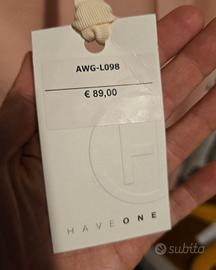 AWG-L098
€ 89,00
H
HAVEONE
subito